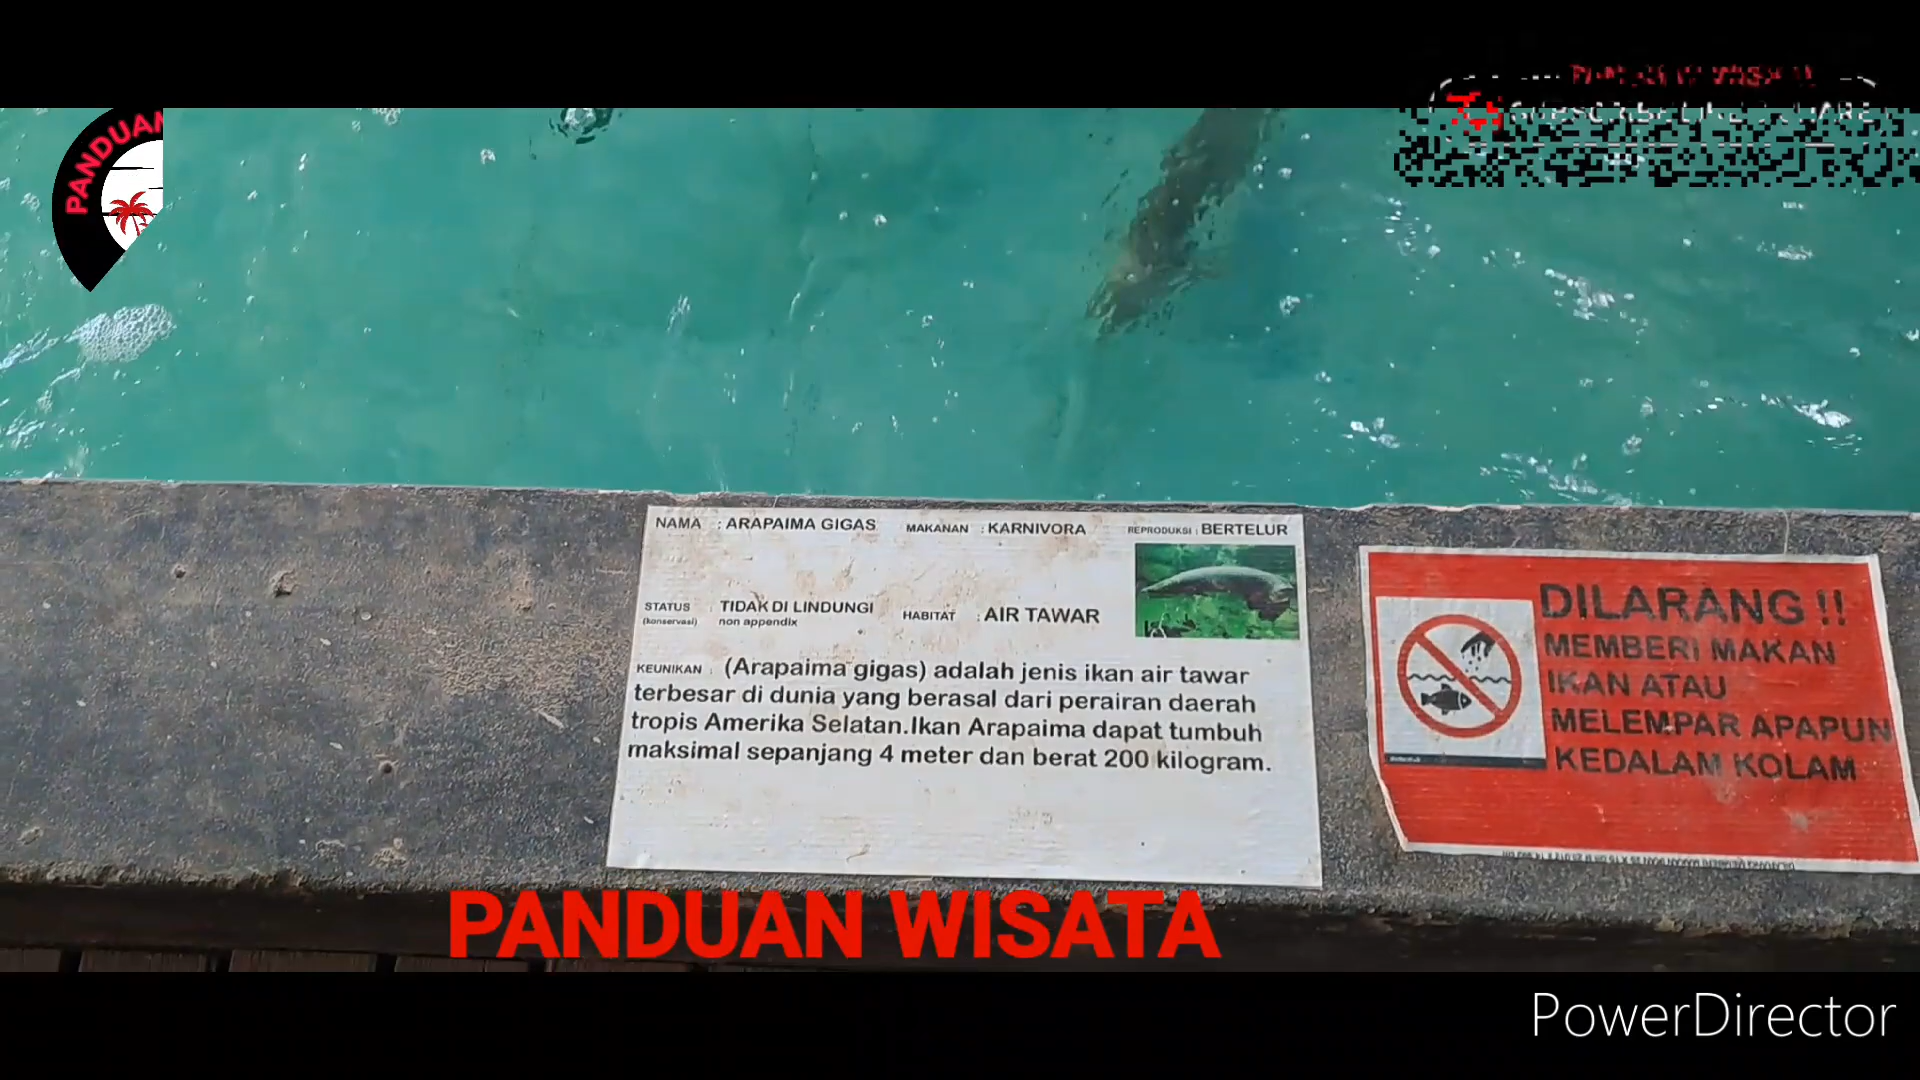 PANDUAN
NAMA : ARAPAIMA GIGAS MAKANAN : KARNIVORA REPRODUKSI : BERTELUR
STATUS : TIDAK DI LINDUNGI HABITAT : AIR TAWAR
(konservasi) non appendix
KEUNIKAN : (Arapaima gigas) adalah jenis ikan air tawar
terbesar di dunia yang berasal dari perairan daerah
tropis Amerika Selatan.Ikan Arapaima dapat tumbuh
maksimal sepanjang 4 meter dan berat 200 kilogram.
DILARANG !!
MEMBERI MAKAN
IKAN ATAU
MELEMPAR APAPUN
KEDALAM KOLAM
PANDUAN WISATA
PowerDirector